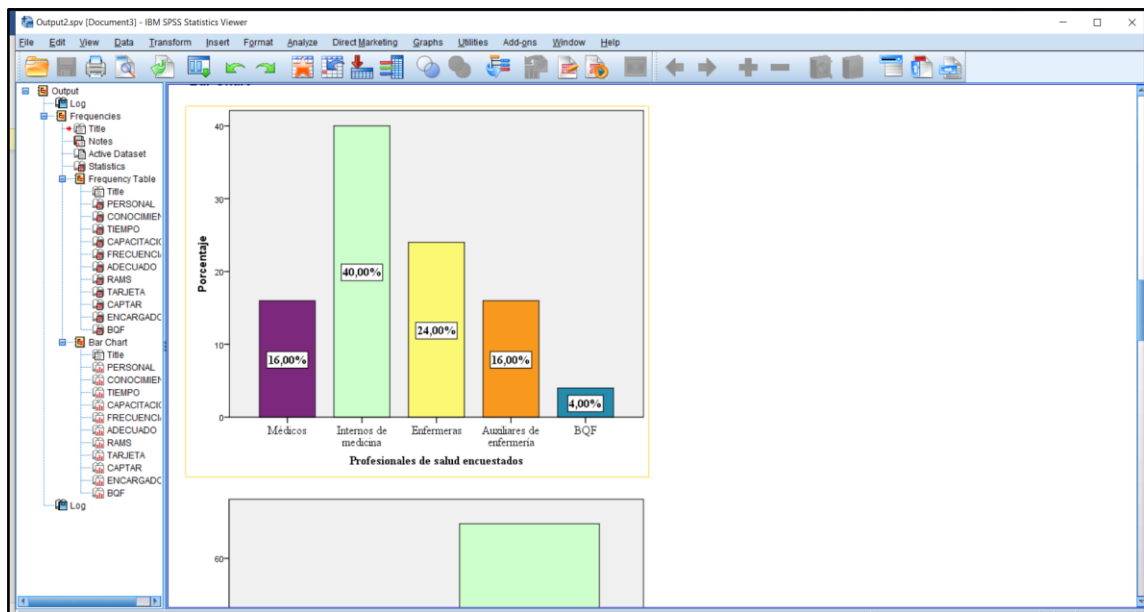 Output2.spv [Document3] - IBM SPSS Statistics Viewer
File Edit View Data Transform Insert Format Analyze Direct Marketing Graphs Utilities Add-ons Window Help
Output
Log
Frequencies
Title
Notes
Active Dataset
Statistics
Frequency Table
Title
PERSONAL
CONOCIMIEN
TIEMPO
CAPACITACIO
FRECUENCIA
ADECUADO
RAMS
TARJETA
CAPTAR
ENCARGADO
BQF
Bar Chart
Title
PERSONAL
CONOCIMIEN
TIEMPO
CAPACITACIO
FRECUENCIA
ADECUADO
RAMS
TARJETA
CAPTAR
ENCARGADO
BQF
Log
Porcentaje
40
30
20
10
0
16,00%
40,00%
24,00%
16,00%
4,00%
Médicos
Internos de
medicina
Enfermeras
Auxiliares de
enfermería
BQF
Profesionales de salud encuestados
60